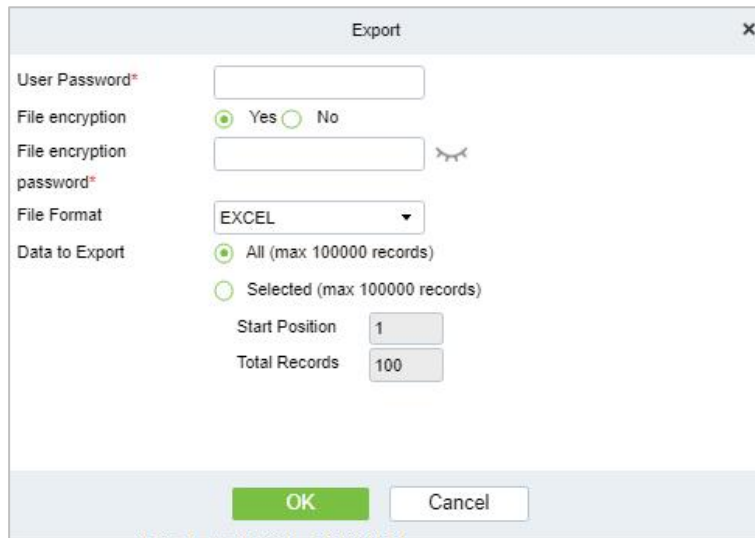 Export
User Password*
File encryption Yes No
File encryption
password*
File Format EXCEL
Data to Export All (max 100000 records)
Selected (max 100000 records)
Start Position 1
Total Records 100
OK Cancel